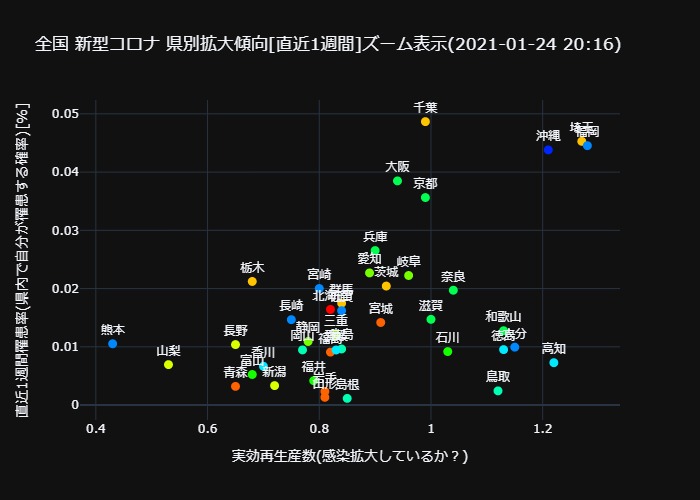 全国 新型コロナ 県別拡大傾向[直近1週間]ズーム表示(2021-01-24 20:16)
直近1週間罹患率(県内で自分が罹患する確率)[%]
0.05
0.04
0.03
0.02
0.01
0
千葉
沖縄
埼玉
福岡
大阪
京都
兵庫
愛知
岐阜
栃木
宮崎
茨城
奈良
群馬
北海
長崎
宮城
滋賀
和歌山
三重
熊本
長野
静岡
岡山
石川
徳島
大分
高知
山梨
香川
富山
青森
新潟
福井
鳥取
島根
0.4
0.6
0.8
1
1.2
実効再生産数(感染拡大しているか？)